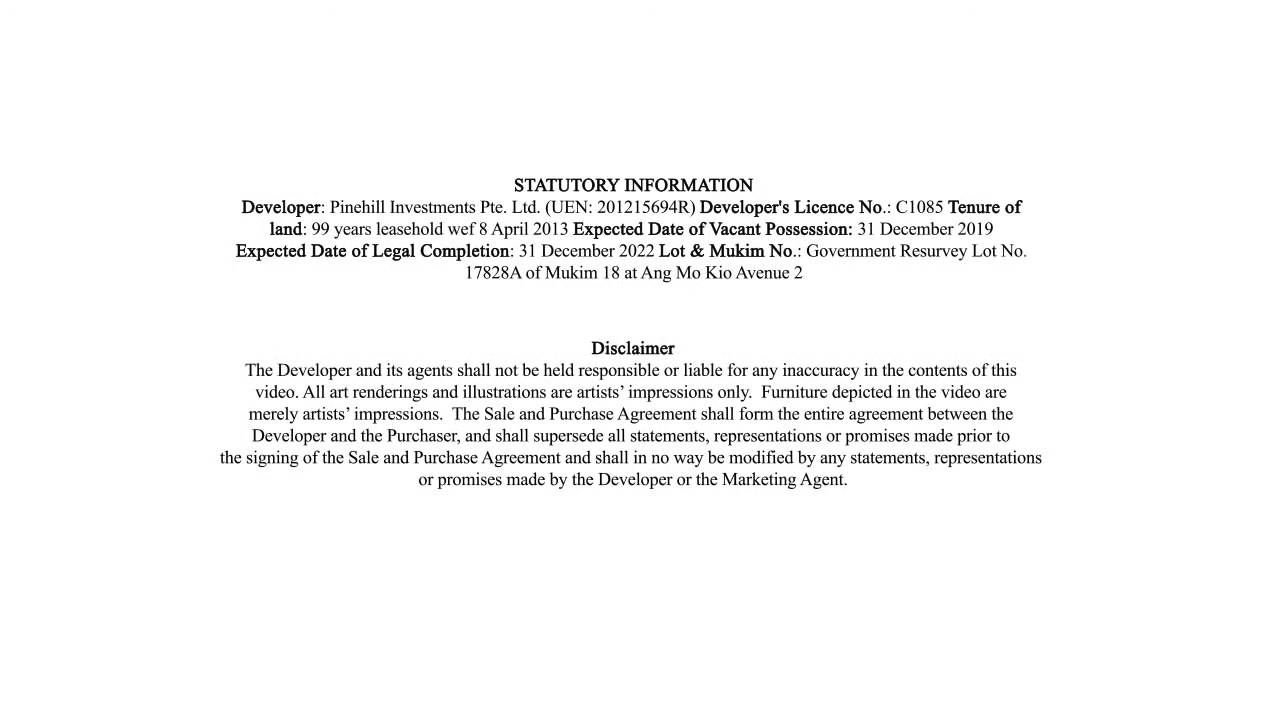 STATUTORY INFORMATION
Developer: Pinehill Investments Pte. Ltd. (UEN: 201215694R) Developer's Licence No.: C1085 Tenure of
land: 99 years leasehold wef 8 April 2013 Expected Date of Vacant Possession: 31 December 2019
Expected Date of Legal Completion: 31 December 2022 Lot & Mukim No.: Government Resurvey Lot No.
17828A of Mukim 18 at Ang Mo Kio Avenue 2
Disclaimer
The Developer and its agents shall not be held responsible or liable for any inaccuracy in the contents of this
video. All art renderings and illustrations are artists’ impressions only.  Furniture depicted in the video are
merely artists’ impressions.  The Sale and Purchase Agreement shall form the entire agreement between the
Developer and the Purchaser, and shall supersede all statements, representations or promises made prior to
the signing of the Sale and Purchase Agreement and shall in no way be modified by any statements, representations
or promises made by the Developer or the Marketing Agent.